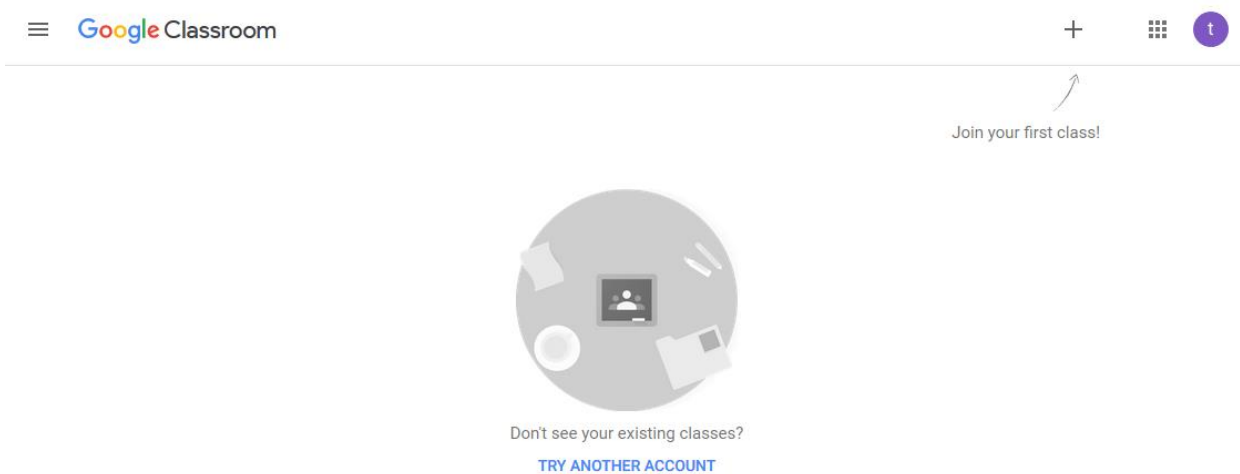 Google Classroom
t
Join your first class!
Don't see your existing classes?
TRY ANOTHER ACCOUNT